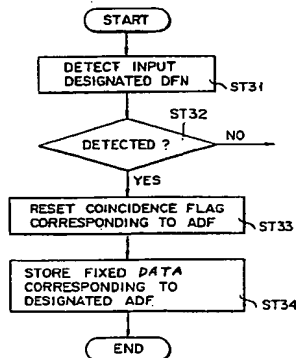 START
DETECT INPUT
DESIGNATED DFN
ST31
ST32
DETECTED ?
NO
YES
RESET COINCIDENCE FLAG
CORRESPONDING TO ADF
ST33
STORE FIXED DATA
CORRESPONDING TO
DESIGNATED ADF
ST34
END